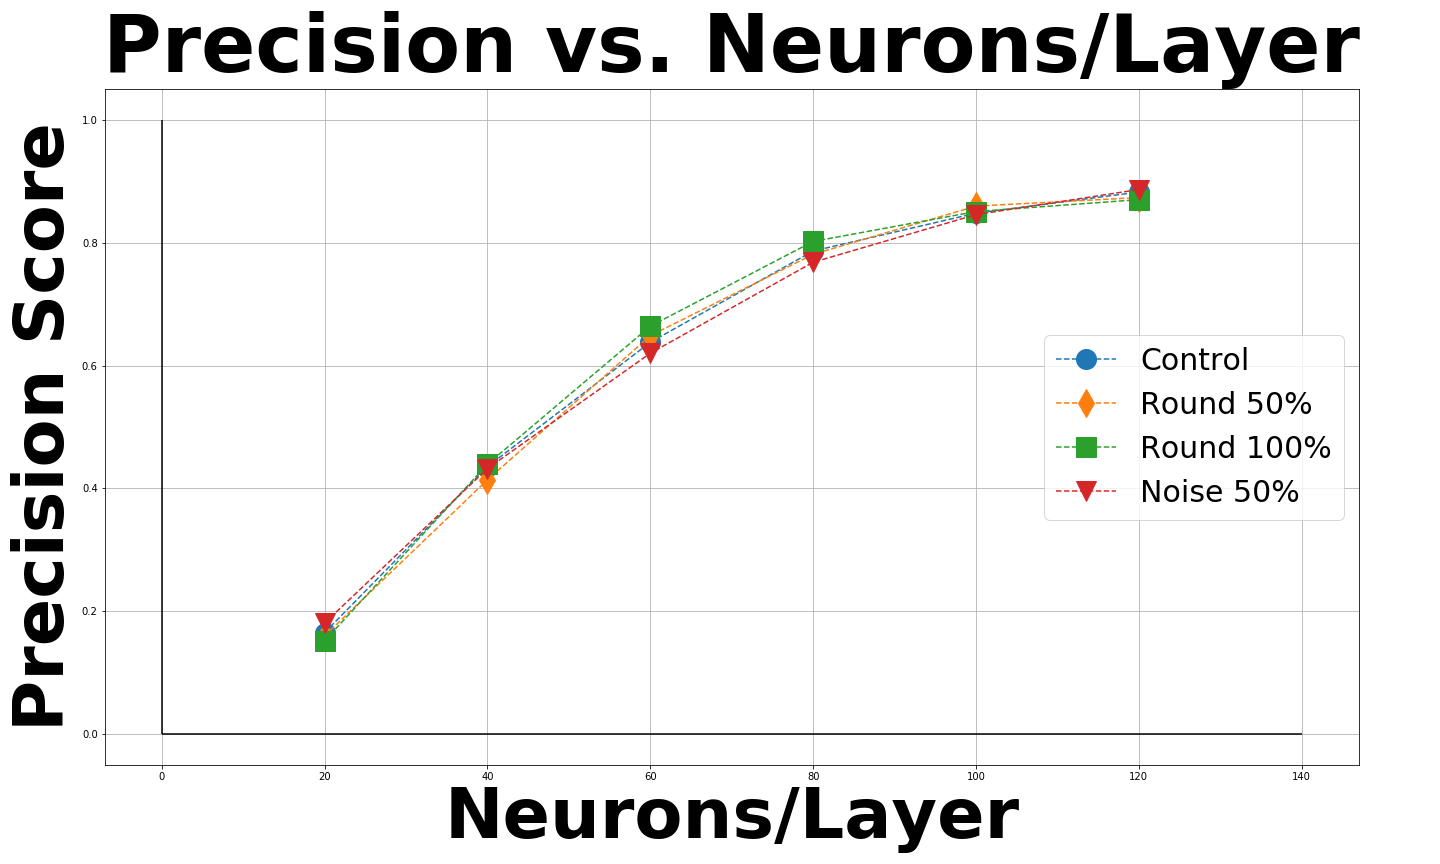 Precision vs. Neurons/Layer
Precision Score
1.0
0.8
0.6
0.4
0.2
0.0
Control
Round 50%
Round 100%
Noise 50%
0 20 40 60 80 100 120 140
Neurons/Layer